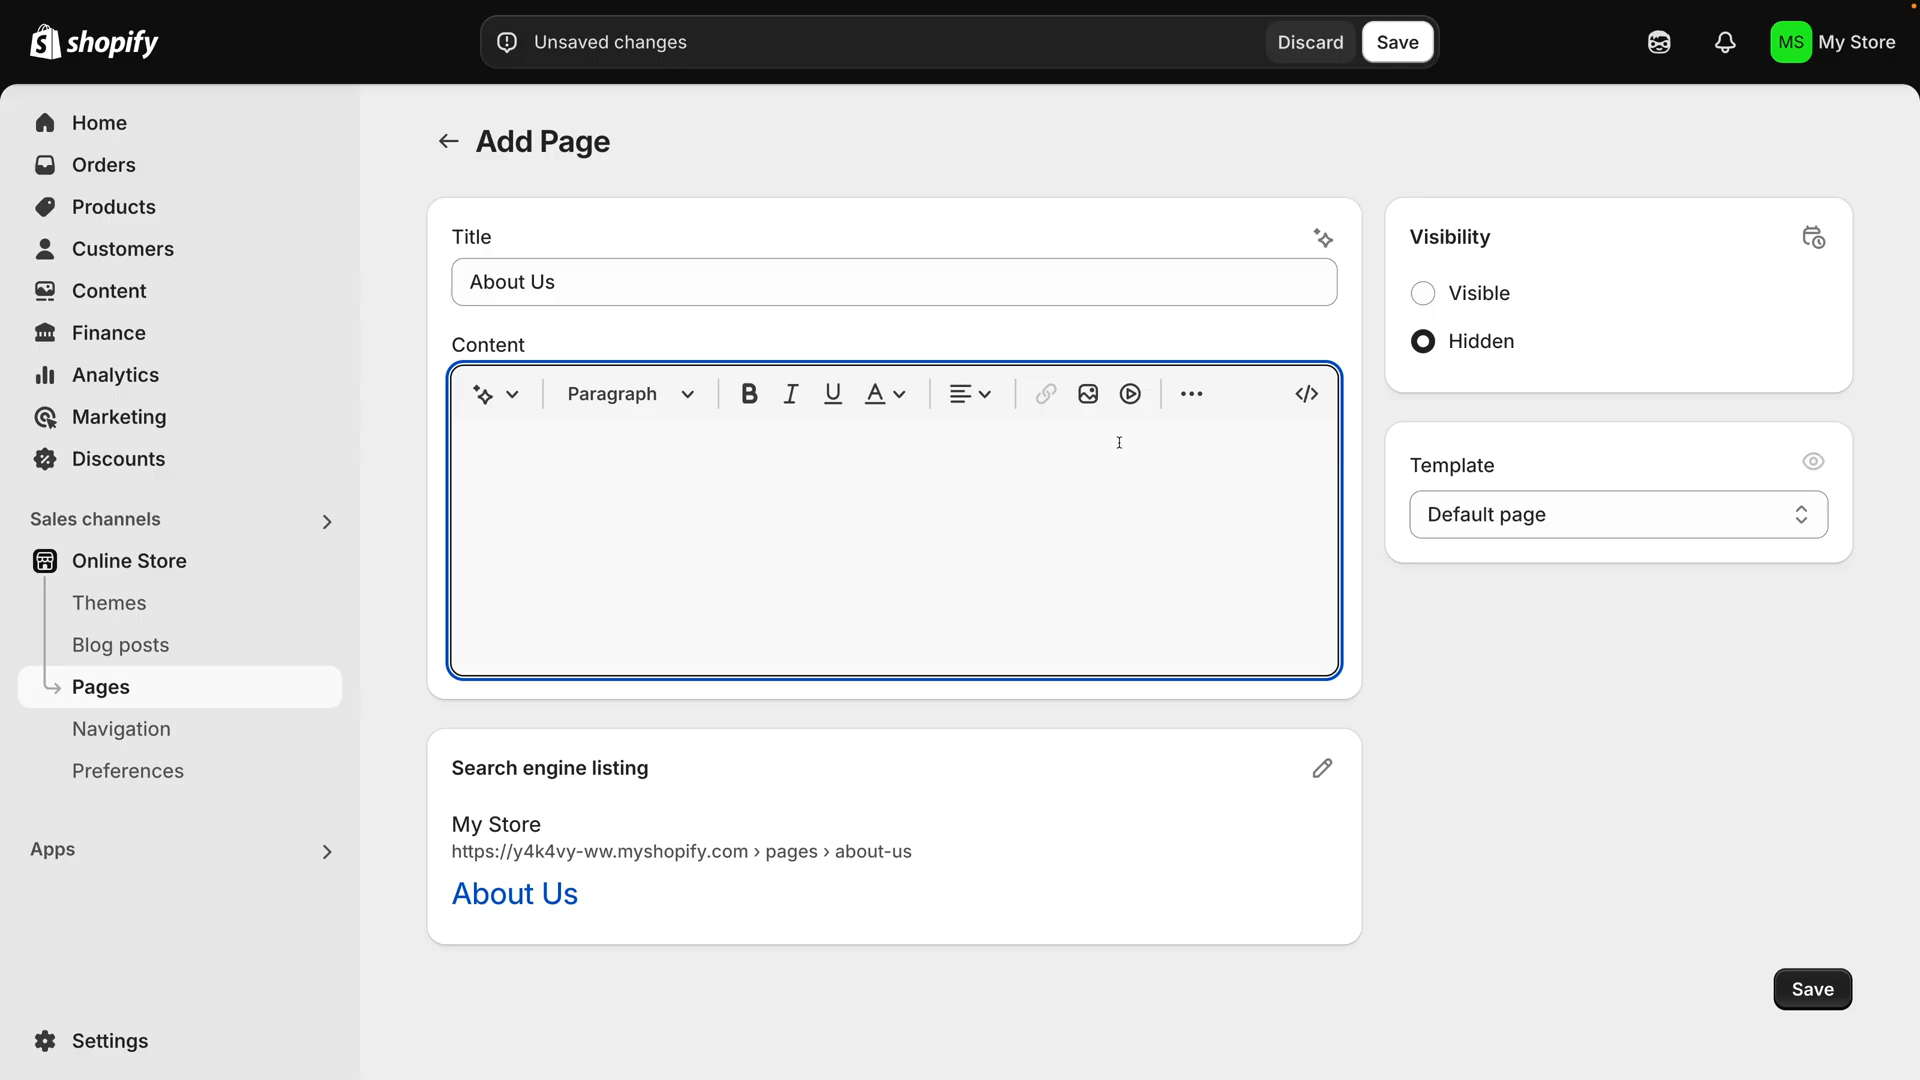 shopify
Unsaved changes
Discard
Save
MS
My Store
Home
Orders
Products
Customers
Content
Finance
Analytics
Marketing
Discounts
Sales channels
Online Store
Themes
Blog posts
Pages
Navigation
Preferences
Apps
Settings
Add Page
Title
About Us
Content
Paragraph
B I U A
Search engine listing
My Store
https://y4k4vy-ww.myshopify.com › pages › about-us
About Us
Visibility
Visible
Hidden
Template
Default page
Save